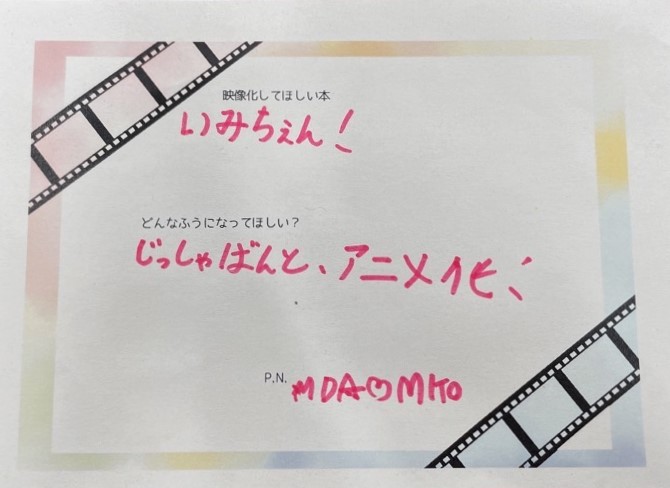 映像化してほしい本
いみちぇん!
どんなふうになってほしい?
じっしゃばんと、アニメ化!
P.N.
MDA♡MIKO